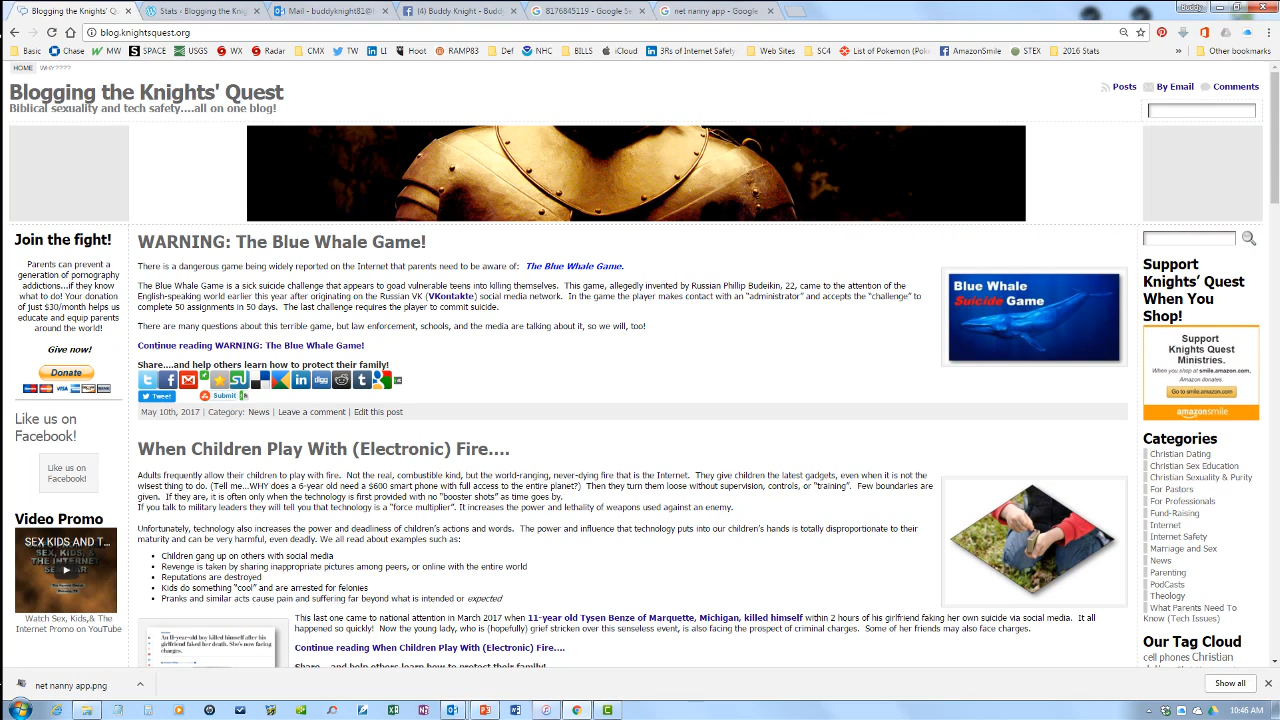 Blogging the Knights' Qu
Stats ‹ Blogging the Knig
Mail - buddyknight81@h
(4) Buddy Knight - Budd
8176845119 - Google Se
net nanny app - Google
Buddy
blog.knightsquest.org
Basic Chase MW SPACE USGS WX Radar CMX TW LI Hoot RAMP83 Def NHC BILLS iCloud 3Rs of Internet Safety Web Sites SC4 List of Pokémon (Poké AmazonSmile STEX 2016 Stats » Other bookmarks
HOME WHY????
Blogging the Knights' Quest
Biblical sexuality and tech safety....all on one blog!
Posts By Email Comments
Join the fight!
Parents can prevent a
generation of pornography
addictions...if they know
what to do! Your donation
of just $30/month helps us
educate and equip parents
around the world!
Give now!
Donate
Like us on
Facebook!
Like us on
Facebook!
Video Promo
SEX KIDS AND T...
SEX, KIDS,
& THE INTERNET
SEMINAR
Watch Sex, Kids,& The
Internet Promo on YouTube
WARNING: The Blue Whale Game!
There is a dangerous game being widely reported on the Internet that parents need to be aware of: The Blue Whale Game.
The Blue Whale Game is a sick suicide challenge that appears to goad vulnerable teens into killing themselves. This game, allegedly invented by Russian Phillip Budeikin, 22, came to the attention of the
English-speaking world earlier this year after originating on the Russian VK (VKontakte) social media network. In the game the player makes contact with an "administrator" and accepts the "challenge" to
complete 50 assignments in 50 days. The last challenge requires the player to commit suicide.
There are many questions about this terrible game, but law enforcement, schools, and the media are talking about it, so we will, too!
Continue reading WARNING: The Blue Whale Game!
Share....and help others learn how to protect their family!
Tweet Submit
May 10th, 2017 | Category: News | Leave a comment | Edit this post
Blue Whale
Suicide Game
When Children Play With (Electronic) Fire....
Adults frequently allow their children to play with fire. Not the real, combustible kind, but the world-ranging, never-dying fire that is the Internet. They give children the latest gadgets, even when it is not the
wisest thing to do. (Tell me...WHY does a 6-year old need a $600 smart phone with full access to the entire planet?) Then they turn them loose without supervision, controls, or "training". Few boundaries are
given. If they are, it is often only when the technology is first provided with no "booster shots" as time goes by.
If you talk to military leaders they will tell you that technology is a "force multiplier". It increases the power and lethality of weapons used against an enemy.
Unfortunately, technology also increases the power and deadliness of children's actions and words. The power and influence that technology puts into our children's hands is totally disproportionate to their
maturity and can be very harmful, even deadly. We all read about examples such as:
• Children gang up on others with social media
• Revenge is taken by sharing inappropriate pictures among peers, or online with the entire world
• Reputations are destroyed
• Kids do something "cool" and are arrested for felonies
• Pranks and similar acts cause pain and suffering far beyond what is intended or expected
An 11-year-old boy killed himself after his
girlfriend faked her death. She's now facing
charges.
This last one came to national attention in March 2017 when 11-year old Tysen Benze of Marquette, Michigan, killed himself within 2 hours of his girlfriend faking her own suicide via social media. It all
happened so quickly! Now the young lady, who is (hopefully) grief stricken over this senseless event, is also facing the prospect of criminal charges. Some of her friends may also face charges.
Continue reading When Children Play With (Electronic) Fire....
Share....and help others learn how to protect their family!
Support
Knights' Quest
When You
Shop!
Support
Knights Quest
Ministries.
When you shop at smile.amazon.com,
Amazon donates.
Go to smile.amazon.com
amazonsmile
Categories
Christian Dating
Christian Sex Education
Christian Sexuality & Purity
For Pastors
For Professionals
Fund-Raising
Internet
Internet Safety
Marriage and Sex
News
Parenting
PodCasts
Theology
What Parents Need To
Know (Tech Issues)
Our Tag Cloud
cell phones Christian
net nanny app.png
Show all
10:46 AM